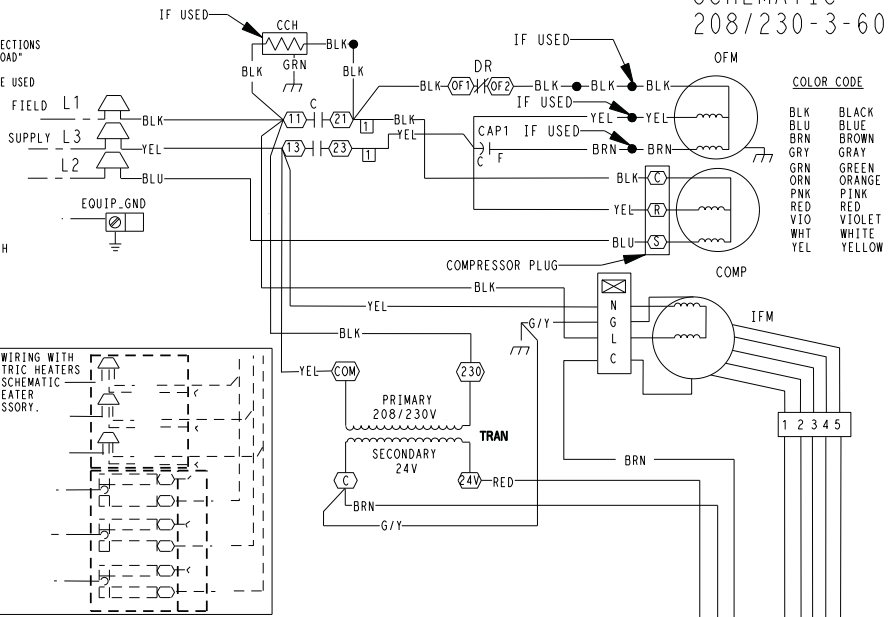 SCHEMATIC
208/230-3-60
IF USED
CCH
BLK
GRN
BLK
BLK
IF USED
DR
OFM
ECTIONS
OAD"
E USED
FIELD L1
SUPPLY L3
L2
BLK
YEL
BLU
EQUIP_GND
H
11
C
21
1
BLK
13
23
1
YEL
BLK
OF1
OF2
BLK
BLK
BLK
IF USED
YEL
YEL
CAP1
IF USED
C
F
BRN
BRN
BLK
C
YEL
R
BLU
S
COMPRESSOR PLUG
COMP
COLOR CODE
BLK BLACK
BLU BLUE
BRN BROWN
GRY GRAY
GRN GREEN
ORN ORANGE
PNK PINK
RED RED
VIO VIOLET
WHT WHITE
YEL YELLOW
BLK
YEL
BLK
G/Y
N
G
L
C
IFM
YEL
COM
230
PRIMARY
208/230V
TRAN
SECONDARY
24V
C
24V
RED
BRN
G/Y
BRN
1 2 3 4 5
WIRING WITH
TRIC HEATERS
SCHEMATIC
EATER
SSORY.